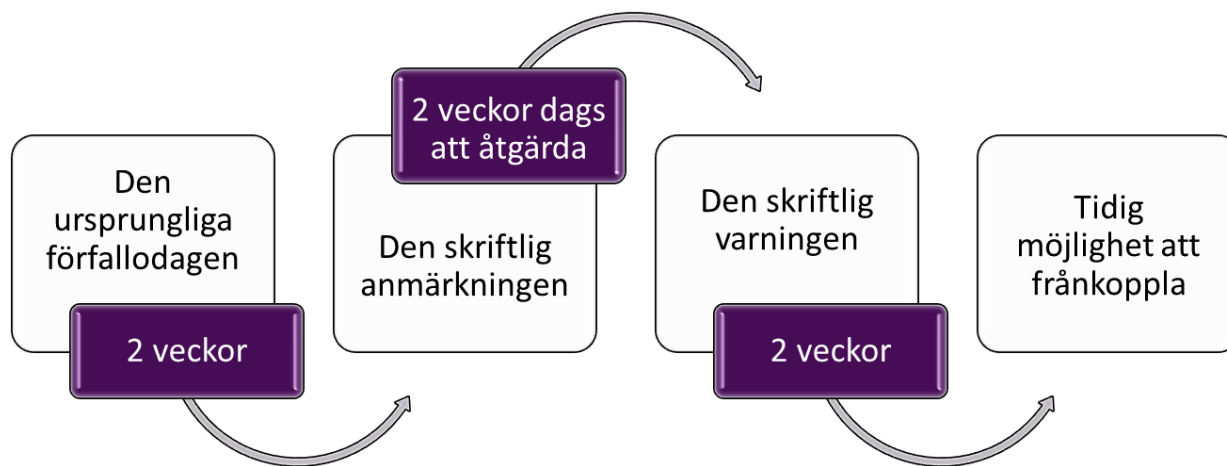 Den
ursprungliga
förfallodagen
2 veckor
Den skriftlig
anmärkningen
2 veckor dags
att åtgärda
Den skriftlig
varningen
2 veckor
Tidig
möjlighet att
frånkoppla